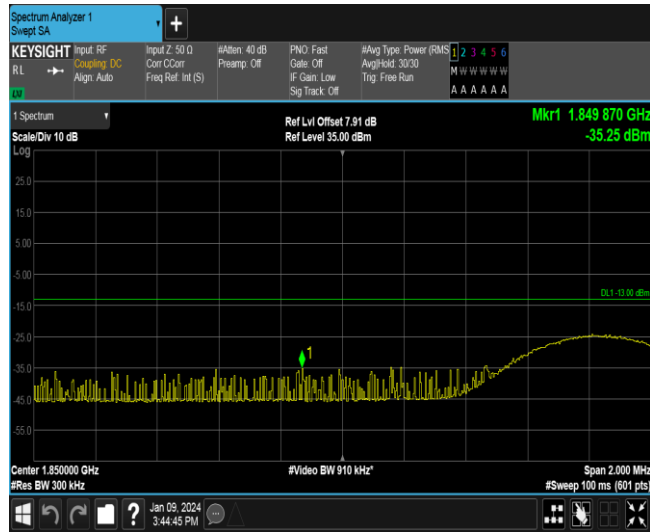 Spectrum Analyzer 1
Swept SA
KEYSIGHT
RL
LXI
Input: RF
Coupling: DC
Align: Auto
Input Z: 50 Ω
Corr CCorr
Freq Ref: Int (S)
#Atten: 40 dB
Preamp: Off
PNO: Fast
Gate: Off
IF Gain: Low
Sig Track: Off
#Avg Type: Power (RMS
Avg|Hold: 30/30
Trig: Free Run
1 2 3 4 5 6
M W W W W W
A A A A A A
1 Spectrum
Scale/Div 10 dB
Log
Ref Lvl Offset 7.91 dB
Ref Level 35.00 dBm
Mkr1 1.849 870 GHz
-35.25 dBm
25.0
15.0
5.00
-5.00
DL1 -13.00 dBm
-15.0
-25.0
1
-35.0
-45.0
-55.0
Center 1.850000 GHz
#Res BW 300 kHz
#Video BW 910 kHz*
Span 2.000 MHz
#Sweep 100 ms (601 pts)
?
Jan 09, 2024
3:44:45 PM